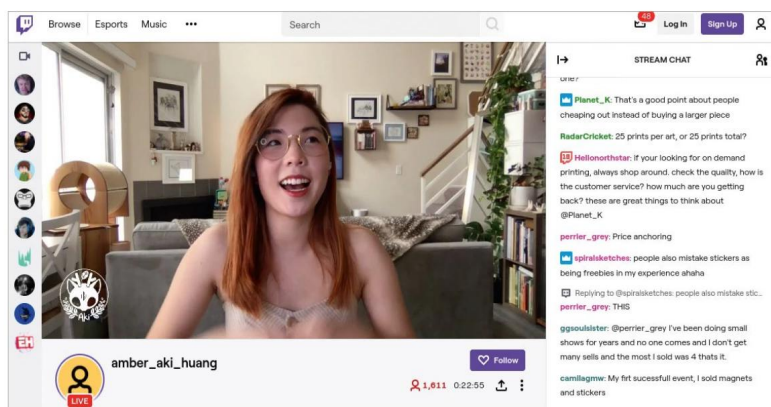 Browse Esports Music Search 48 Log In Sign Up
STREAM CHAT
one?
Planet_K: That's a good point about people
cheaping out instead of buying a larger piece
RadarCricket: 25 prints per art, or 25 prints total?
18 Hellonorthstar: if your looking for on demand
printing, always shop around. check the quality, how is
the customer service? how much are you getting
back? these are great things to think about
@Planet_K
perrier_grey: Price anchoring
spiralsketches: people also mistake stickers as
being freebies in my experience ahaha
Replying to @spiralsketches: people also mistake stic...
perrier_grey: THIS
ggsoulsister: @perrier_grey I've been doing small
shows for years and no one comes and I don't get
many sells and the most I sold was 4 thats it.
camilagmw: My firt sucessfull event, I sold magnets
and stickers
Aki
EH
amber_aki_huang
Follow
1,611 0:22:55
LIVE